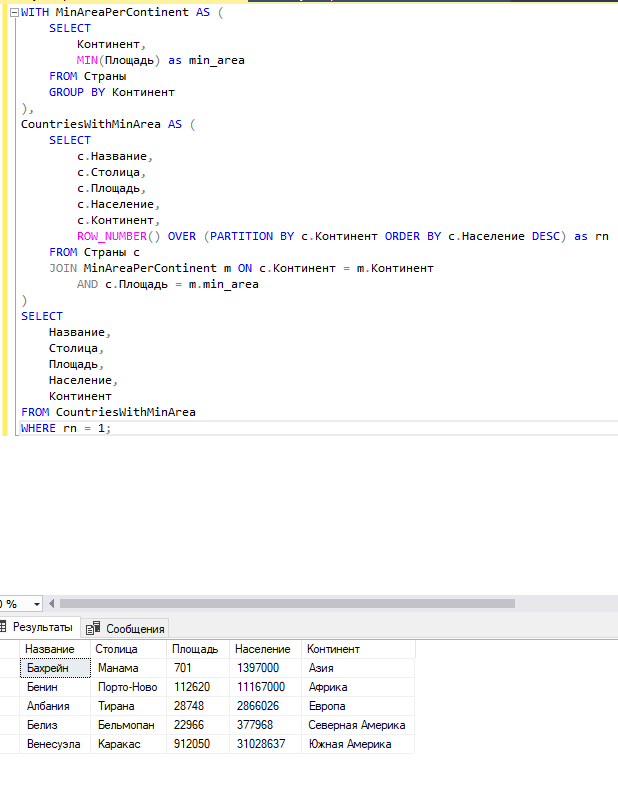 WITH MinAreaPerContinent AS (
SELECT
Континент,
MIN(Площадь) as min_area
FROM Страны
GROUP BY Континент
),
CountriesWithMinArea AS (
SELECT
c.Название,
c.Столица,
c.Площадь,
c.Население,
c.Континент,
ROW_NUMBER() OVER (PARTITION BY c.Континент ORDER BY c.Население DESC) as rn
FROM Страны c
JOIN MinAreaPerContinent m ON c.Континент = m.Континент
AND c.Площадь = m.min_area
)
SELECT
Название,
Столица,
Площадь,
Население,
Континент
FROM CountriesWithMinArea
WHERE rn = 1;
0 %
Результаты Сообщения
Название Столица Площадь Население Континент
Бахрейн Манама 701 1397000 Азия
Бенин Порто-Ново 112620 11167000 Африка
Албания Тирана 28748 2866026 Европа
Белиз Бельмопан 22966 377968 Северная Америка
Венесуэла Каракас 912050 31028637 Южная Америка